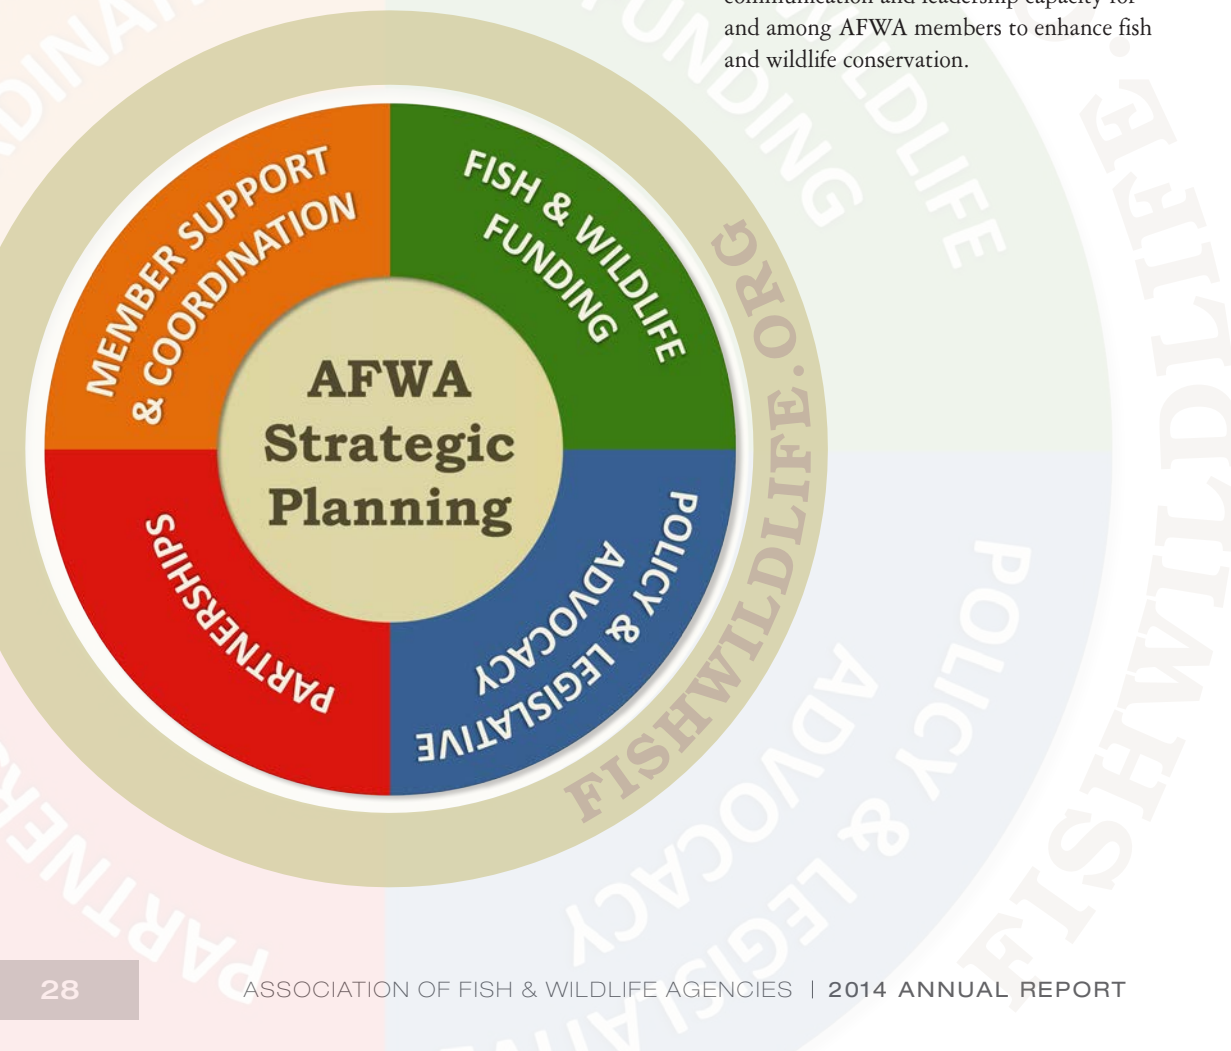 communication and leadership capacity for
and among AFWA members to enhance fish
and wildlife conservation.
MEMBER SUPPORT
& COORDINATION
FISH & WILDLIFE
FUNDING
AFWA
Strategic
Planning
PARTNERSHIPS
POLICY & LEGISLATIVE
ADVOCACY
FISHWILDLIFE.ORG
28
ASSOCIATION OF FISH & WILDLIFE AGENCIES | 2014 ANNUAL REPORT